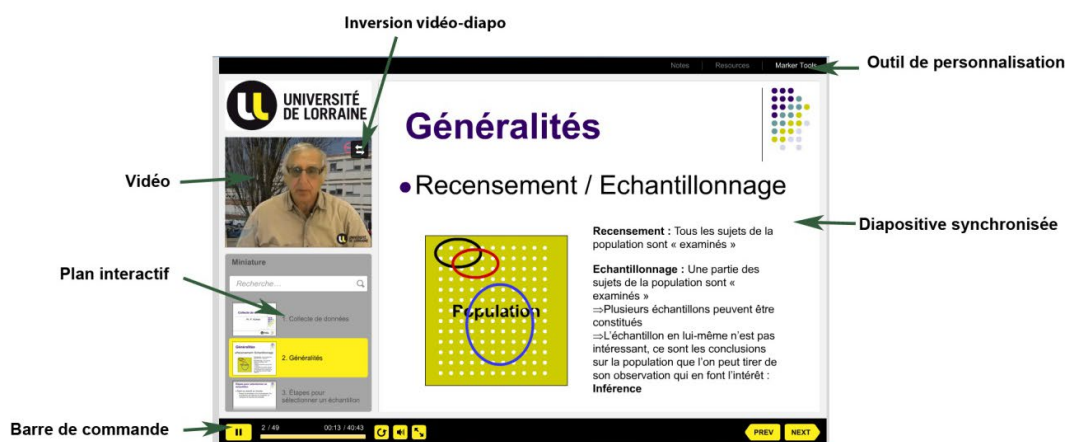 Inversion vidéo-diapo
Notes | Resources | Marker Tools
Outil de personnalisation
UNIVERSITÉ
DE LORRAINE
Généralités
Vidéo
• Recensement / Echantillonnage
Diapositive synchronisée
Recensement : Tous les sujets de la
population sont « examinés »
Echantillonnage : Une partie des
sujets de la population sont «
examinés »
⇒Plusieurs échantillons peuvent être
constitués
⇒L'échantillon en lui-même n'est pas
intéressant, ce sont les conclusions
sur la population que l'on peut tirer de
son observation qui en font l'intérêt :
Inférence
Population
Plan interactif
Miniature
Recherche...
1. Collecte de données
2. Généralités
3. Etapes pour
sélectionner un échantillon
Barre de commande
2 / 49
00:13 / 40:43
PREV
NEXT